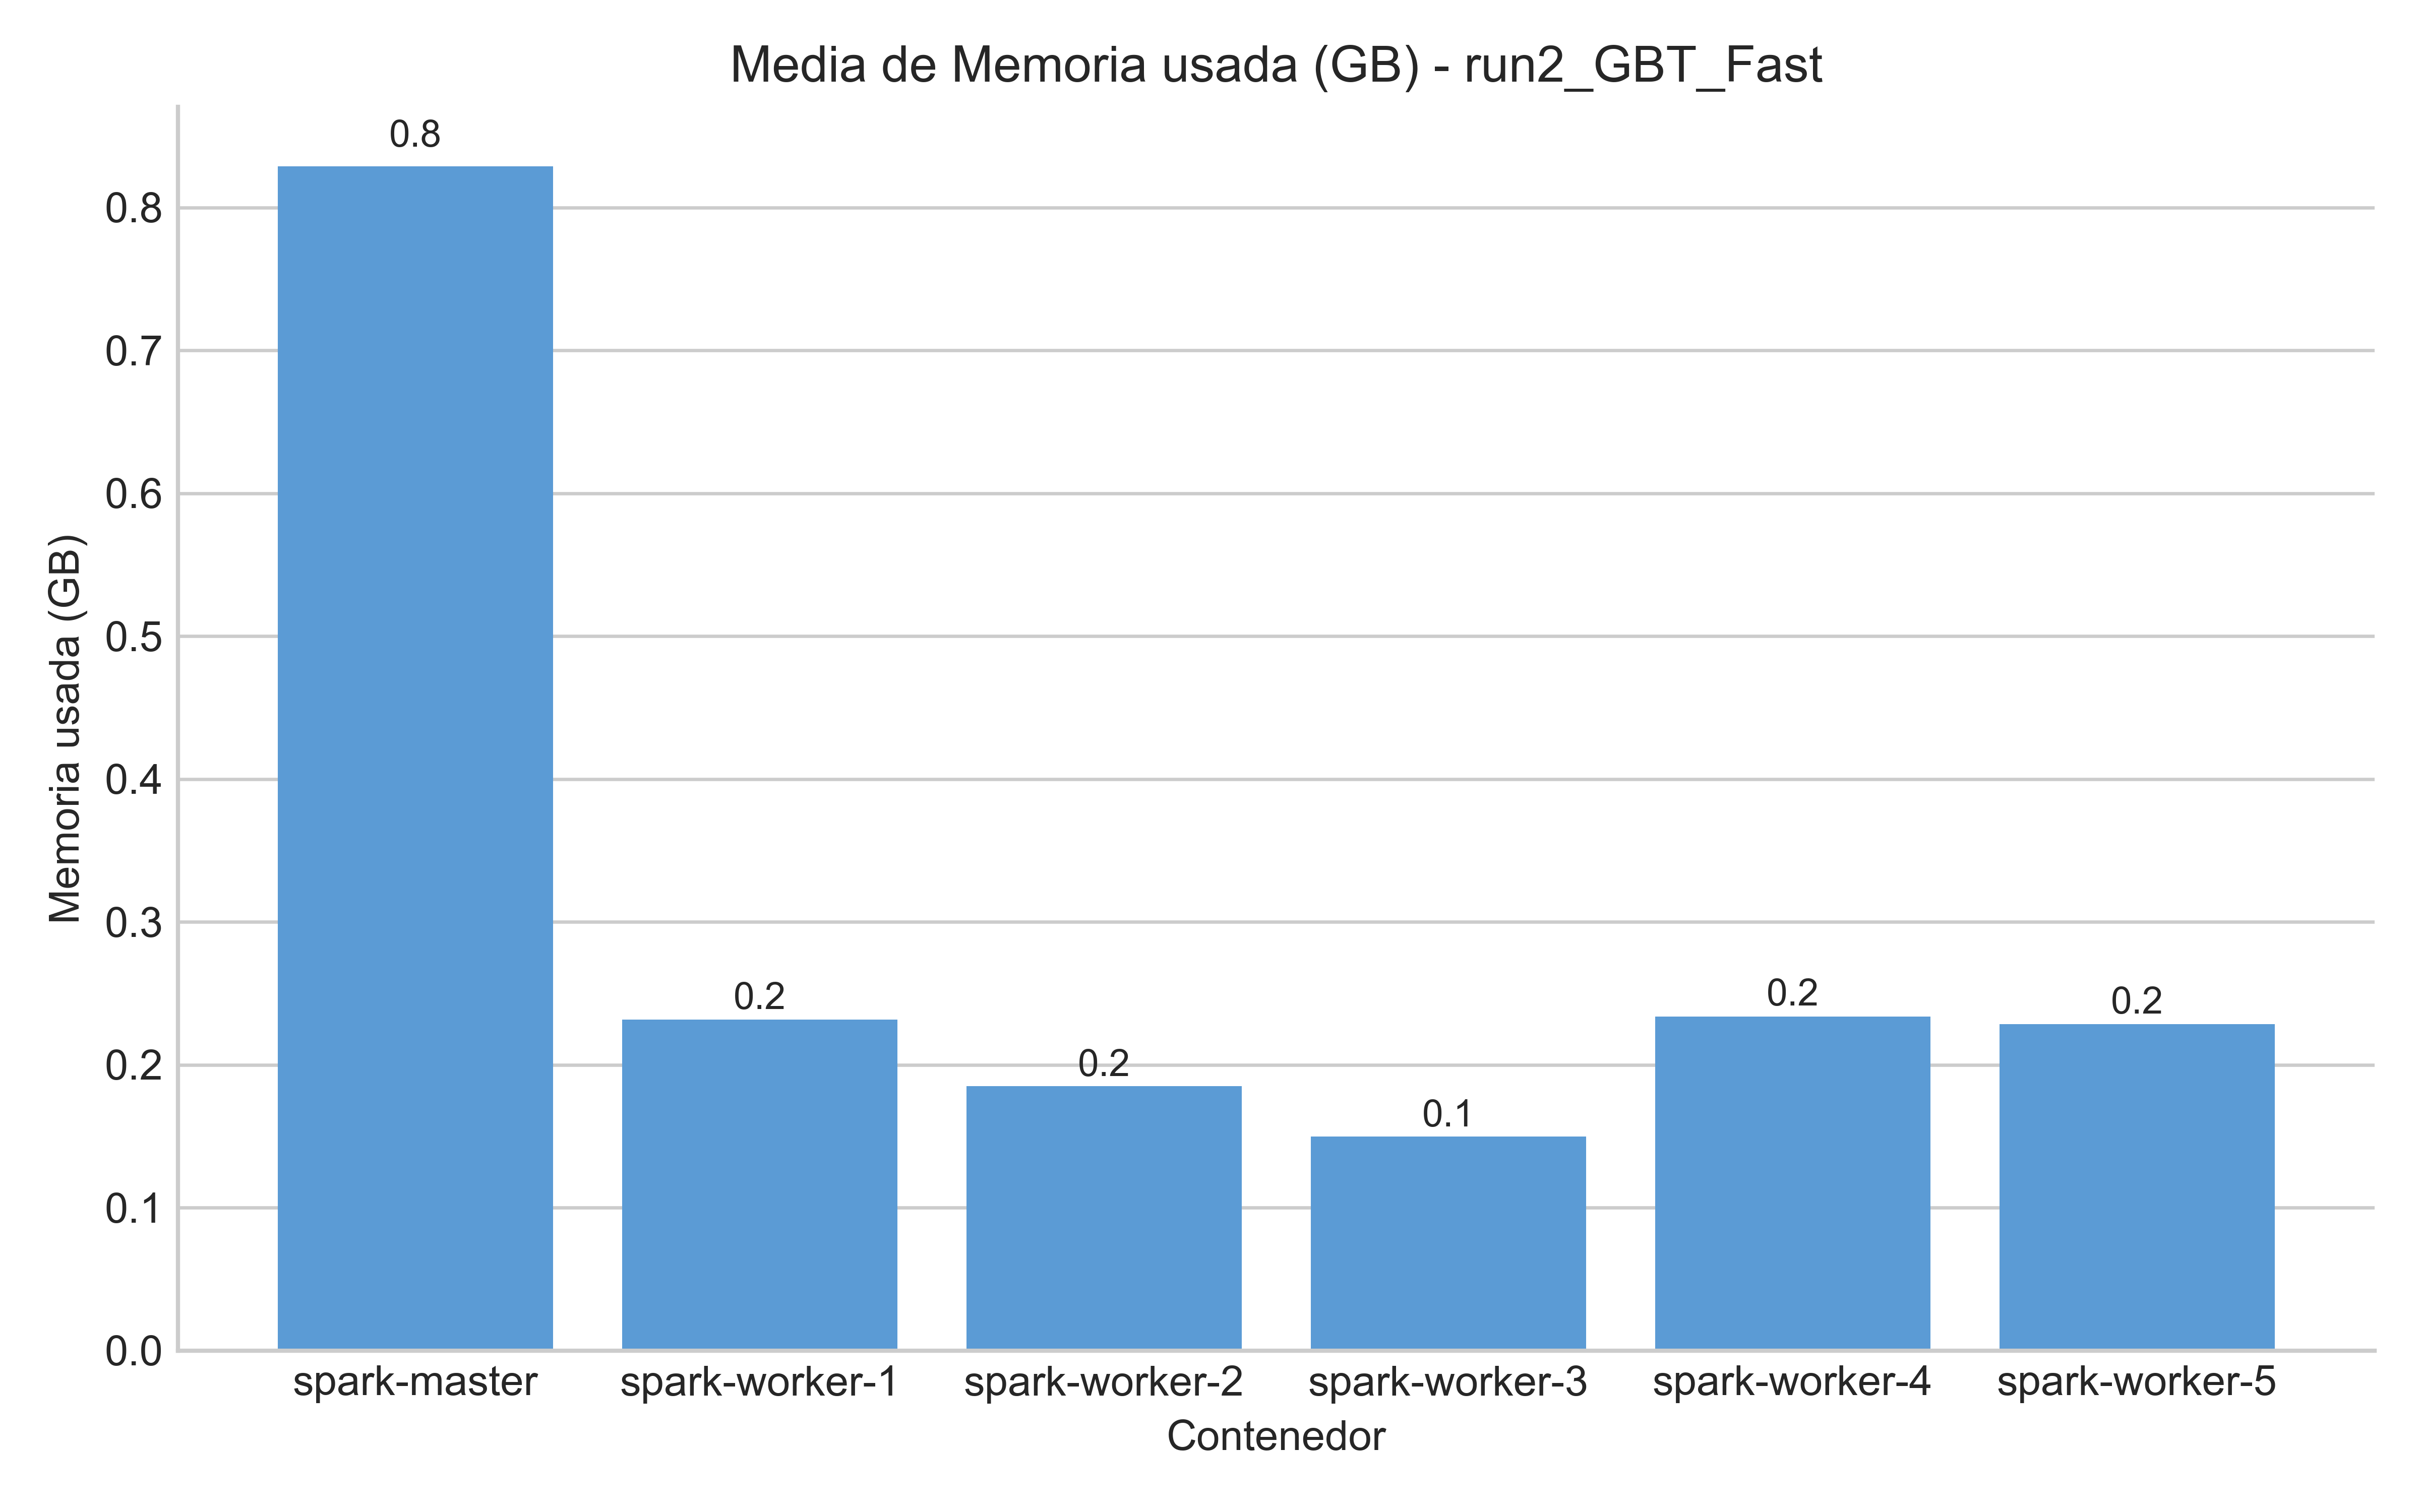 Media de Memoria usada (GB) - run2_GBT_Fast
Memoria usada (GB)
0.8
0.7
0.6
0.5
0.4
0.3
0.2
0.1
0.0
0.8
0.2
0.2
0.1
0.2
0.2
spark-master
spark-worker-1
spark-worker-2
spark-worker-3
spark-worker-4
spark-worker-5
Contenedor